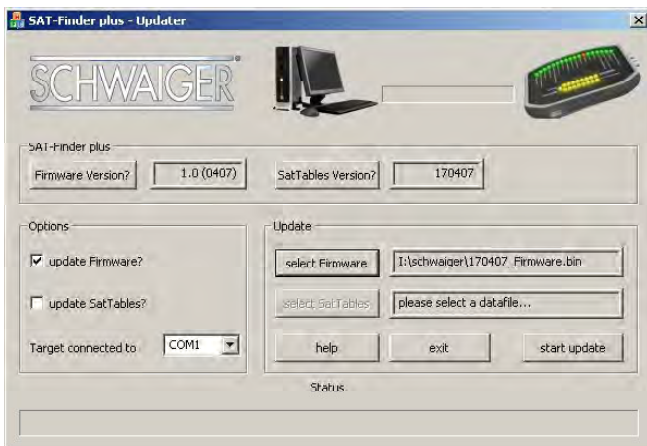 SAT-Finder plus - Updater
SCHWAIGER
SAT-Finder plus
Firmware Version?
1.0 (0407)
SatTables Version?
170407
Options
update Firmware?
update SatTables?
Target connected to
COM1
Update
select Firmware
I:\schwaiger\170407 Firmware.bin
select SatTables
please select a datafile...
help
exit
start update
Status